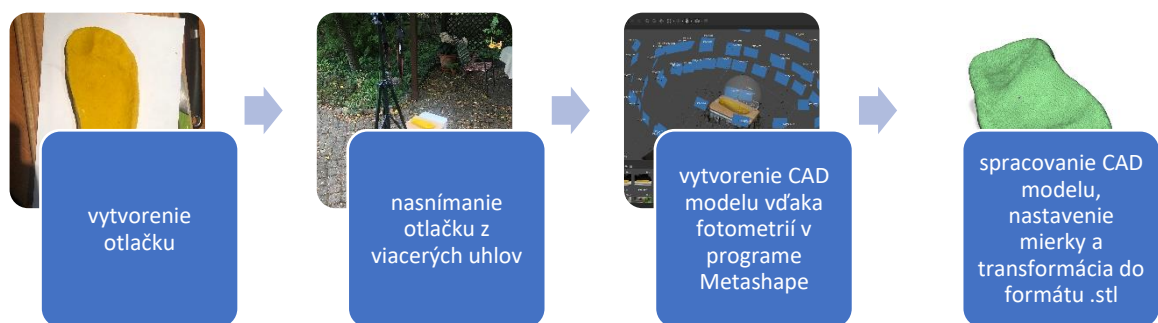 vytvorenie
otlačku
nasnímanie
otlačku z
viacerých uhlov
vytvorenie CAD
modelu vďaka
fotometrií v
programe
Metashape
spracovanie CAD
modelu,
nastavenie
mierky a
transformácia do
formátu .stl